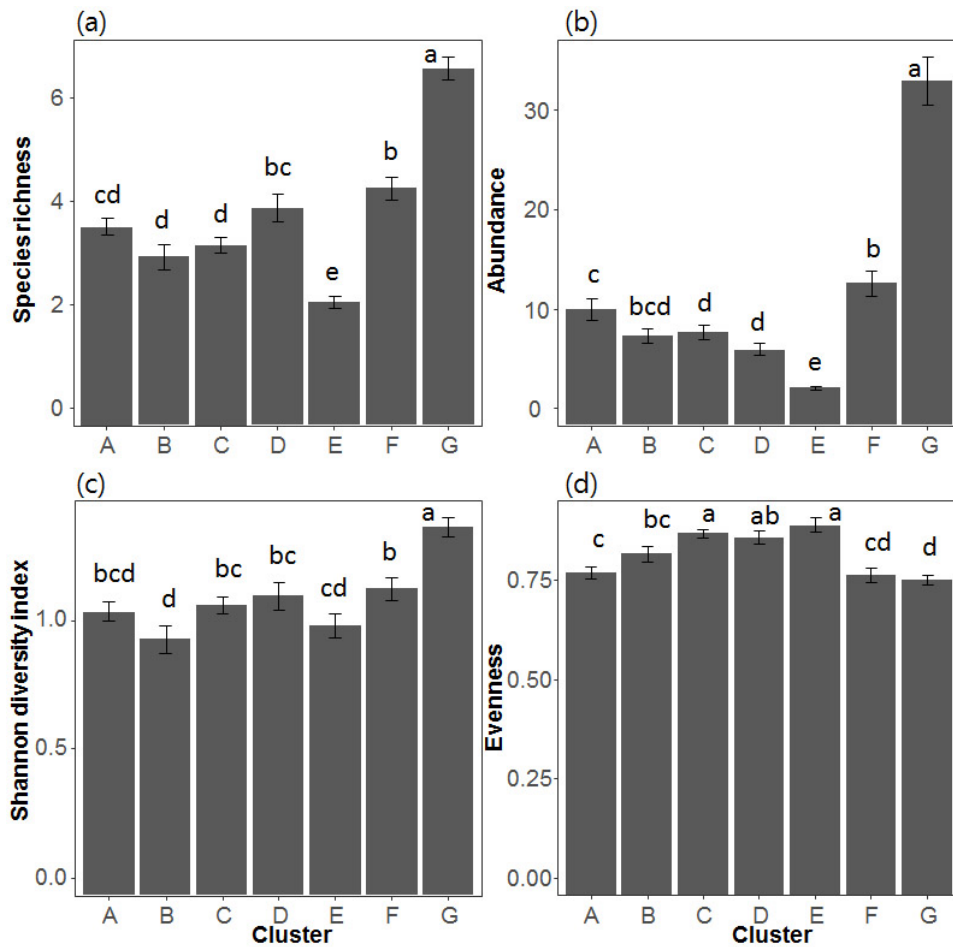 (a)
Species richness
6
4
2
0
cd
d
d
bc
e
b
a
A B C D E F G
(b)
Abundance
30
20
10
0
c
bcd
d
d
e
b
a
A B C D E F G
(c)
Shannon diversity index
1.0
0.5
0.0
bcd
d
bc
bc
cd
b
a
A B C D E F G
Cluster
(d)
Evenness
0.75
0.50
0.25
0.00
c
bc
a
ab
a
cd
d
A B C D E F G
Cluster